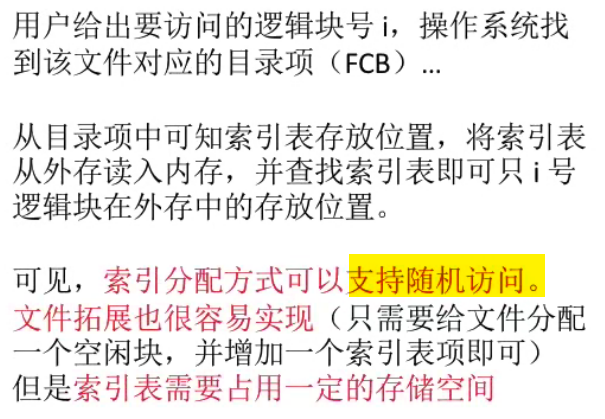 用户给出要访问的逻辑块号 i，操作系统找
到该文件对应的目录项（FCB）...
从目录项中可知索引表存放位置，将索引表
从外存读入内存，并查找索引表即可只 i 号
逻辑块在外存中的存放位置。
可见，索引分配方式可以支持随机访问。
文件拓展也很容易实现（只需要给文件分配
一个空闲块，并增加一个索引表项即可）
但是索引表需要占用一定的存储空间